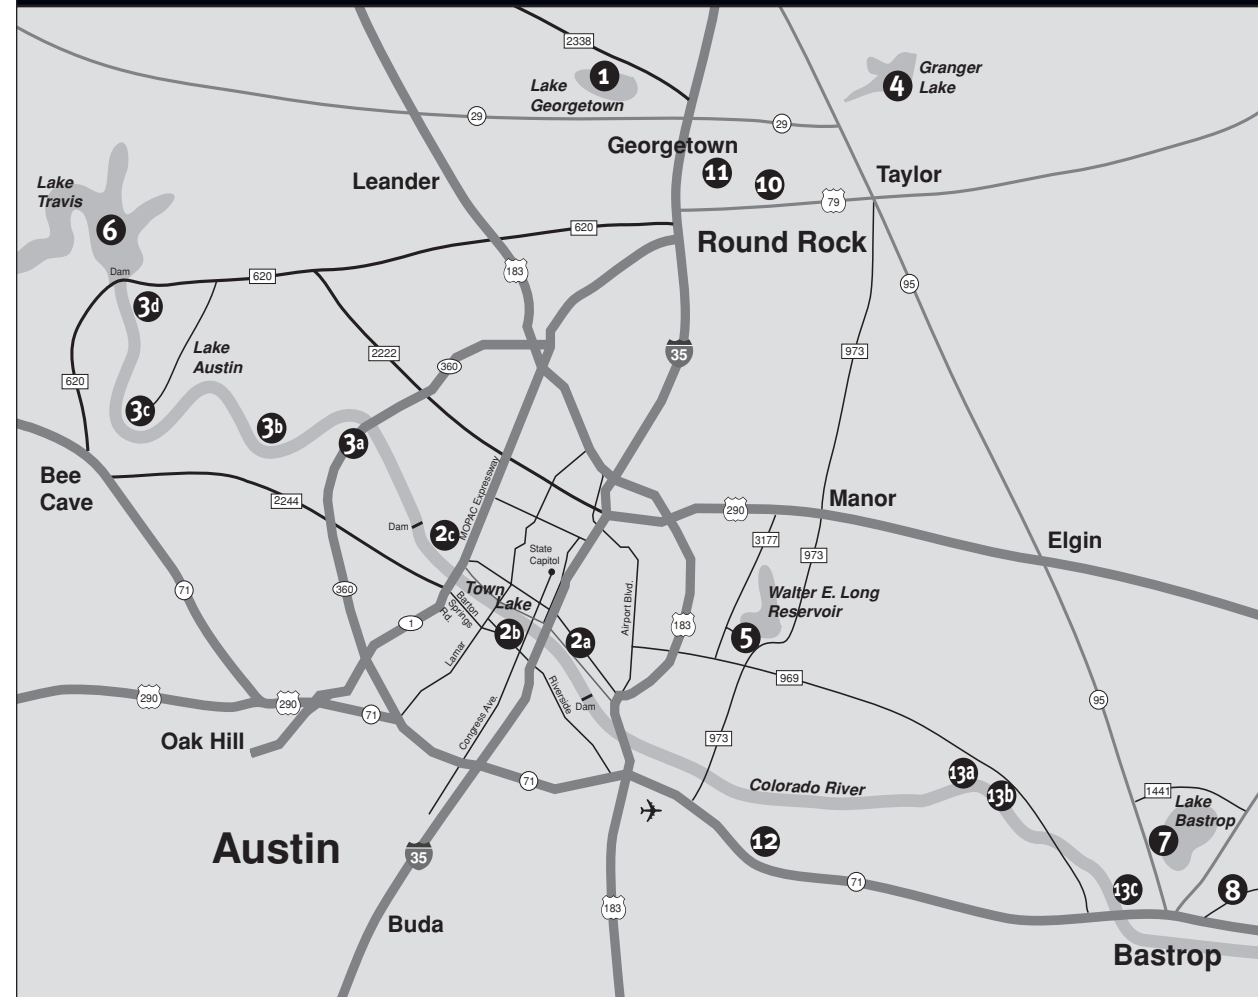 2338
1
Lake
Georgetown
4
Granger
Lake
29
29
Georgetown
11
10
Leander
Taylor
Lake
Travis
6
79
620
Round Rock
183
Dam
620
95
3d
2222
35
973
Lake
Austin
360
620
3c
3b
3a
Bee
Cave
MOPAC Expressway
2244
Manor
290
Dam
2c
Elgin
State
Capitol
3177
973
71
360
Town
Lake
Walter E. Long
Reservoir
Barton
Springs
Rd.
Airport Blvd.
1
183
2b
2a
5
Lamar
969
290
290
71
Riverside
Dam
95
Congress Ave.
973
Oak Hill
71
13a
Colorado River
13b
1441
Lake
Bastrop
7
Austin
35
12
71
13c
8
183
Buda
Bastrop